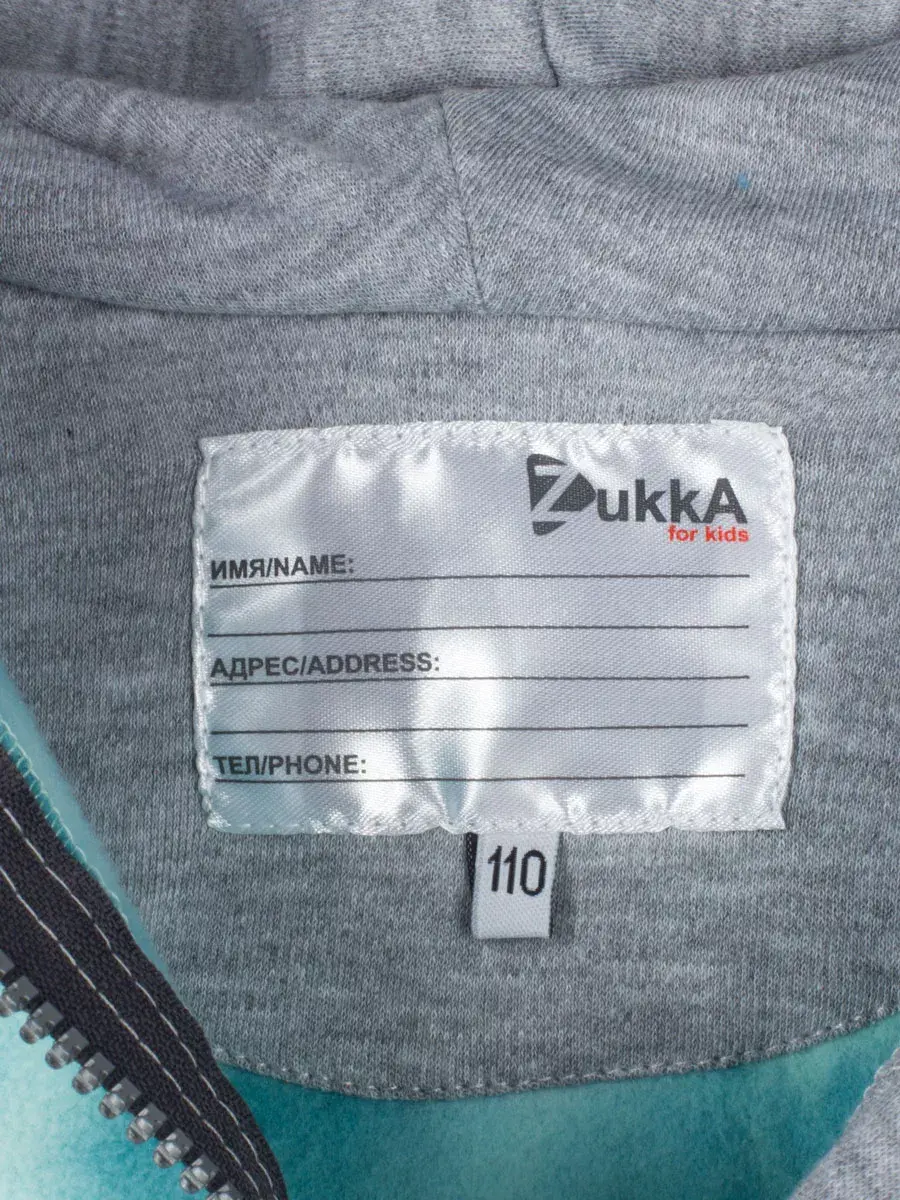 ZukkA
for kids
ИМЯ/NAME:
АДРЕС/ADDRESS:
ТЕЛ/PHONE:
110